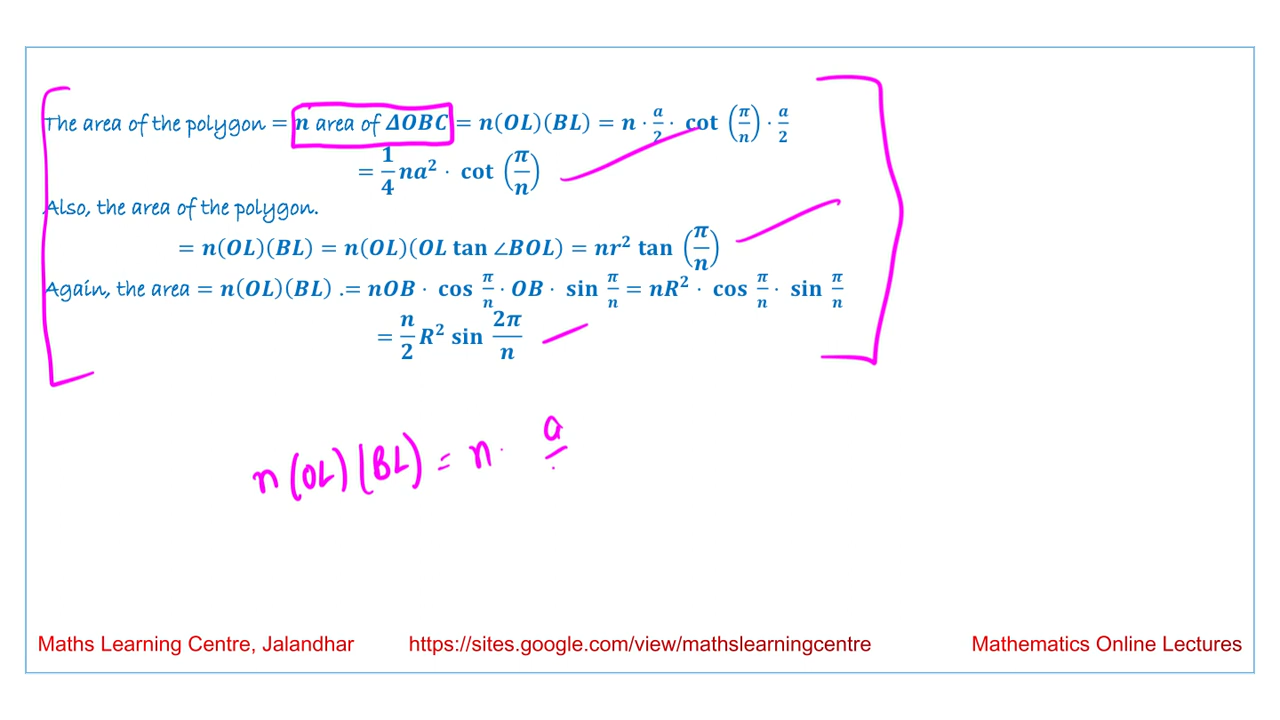 The area of the polygon = n area of ΔOBC = n(OL)(BL) = n · a/2 · cot (π/n) · a/2
= 1/4 na² · cot (π/n)
Also, the area of the polygon.
= n(OL)(BL) = n(OL)(OL tan ∠BOL) = nr² tan (π/n)
Again, the area = n(OL)(BL) .= nOB · cos π/n · OB · sin π/n = nR² · cos π/n · sin π/n
= n/2 R² sin 2π/n
n(OL)(BL) = n · a/
Maths Learning Centre, Jalandhar https://sites.google.com/view/mathslearningcentre Mathematics Online Lectures